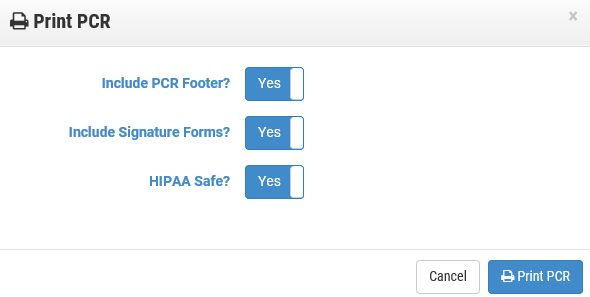 Print PCR
×
Include PCR Footer? Yes
Include Signature Forms? Yes
HIPAA Safe? Yes
Cancel Print PCR